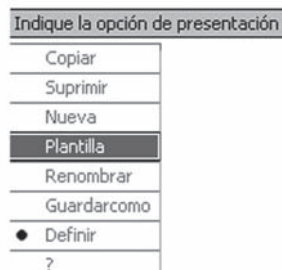 Indique la opción de presentación
Copiar
Suprimir
Nueva
Plantilla
Renombrar
Guardarcomo
Definir
?